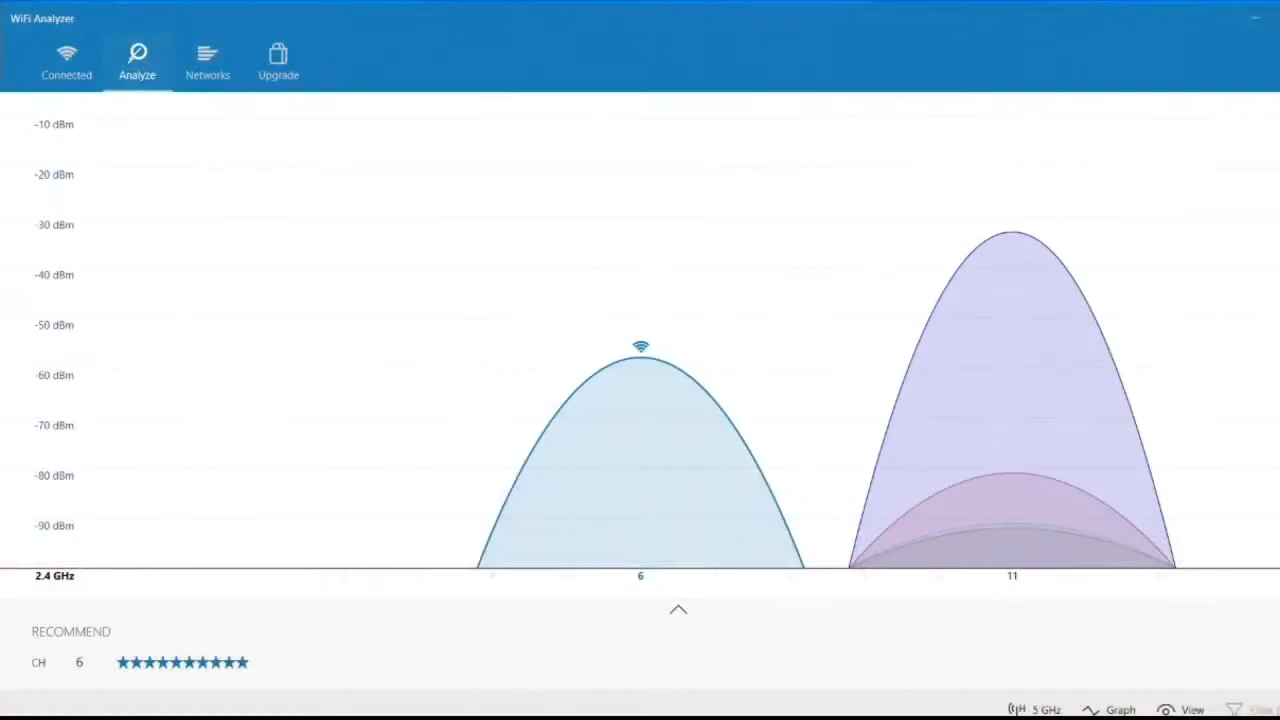 WiFi Analyzer
Connected
Analyze
Networks
Upgrade
-10 dBm
-20 dBm
-30 dBm
-40 dBm
-50 dBm
-60 dBm
-70 dBm
-80 dBm
-90 dBm
2.4 GHz
6
11
RECOMMEND
CH 6
5 GHz
Graph
View